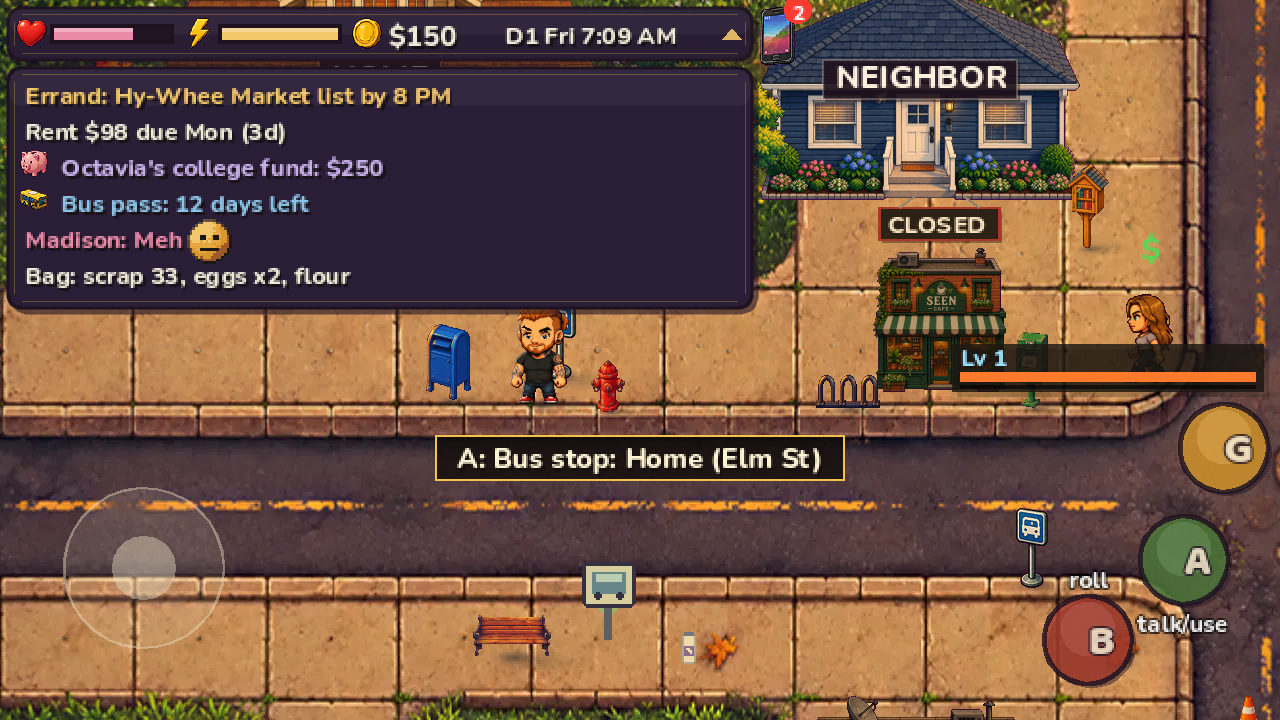 $150
D1 Fri 7:09 AM
2
Errand: Hy-Whee Market list by 8 PM
Rent $98 due Mon (3d)
Octavia's college fund: $250
Bus pass: 12 days left
Madison: Meh
Bag: scrap 33, eggs x2, flour
NEIGHBOR
CLOSED
$
SEEN
CAFE
Lv 1
A: Bus stop: Home (Elm St)
G
A
roll
talk/use
B